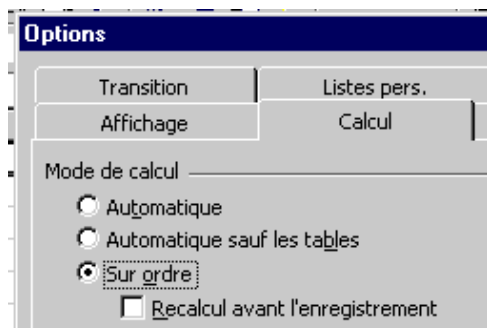 Options
Transition Listes pers.
Affichage Calcul
Mode de calcul
Automatique
Automatique sauf les tables
Sur ordre
Recalcul avant l'enregistrement